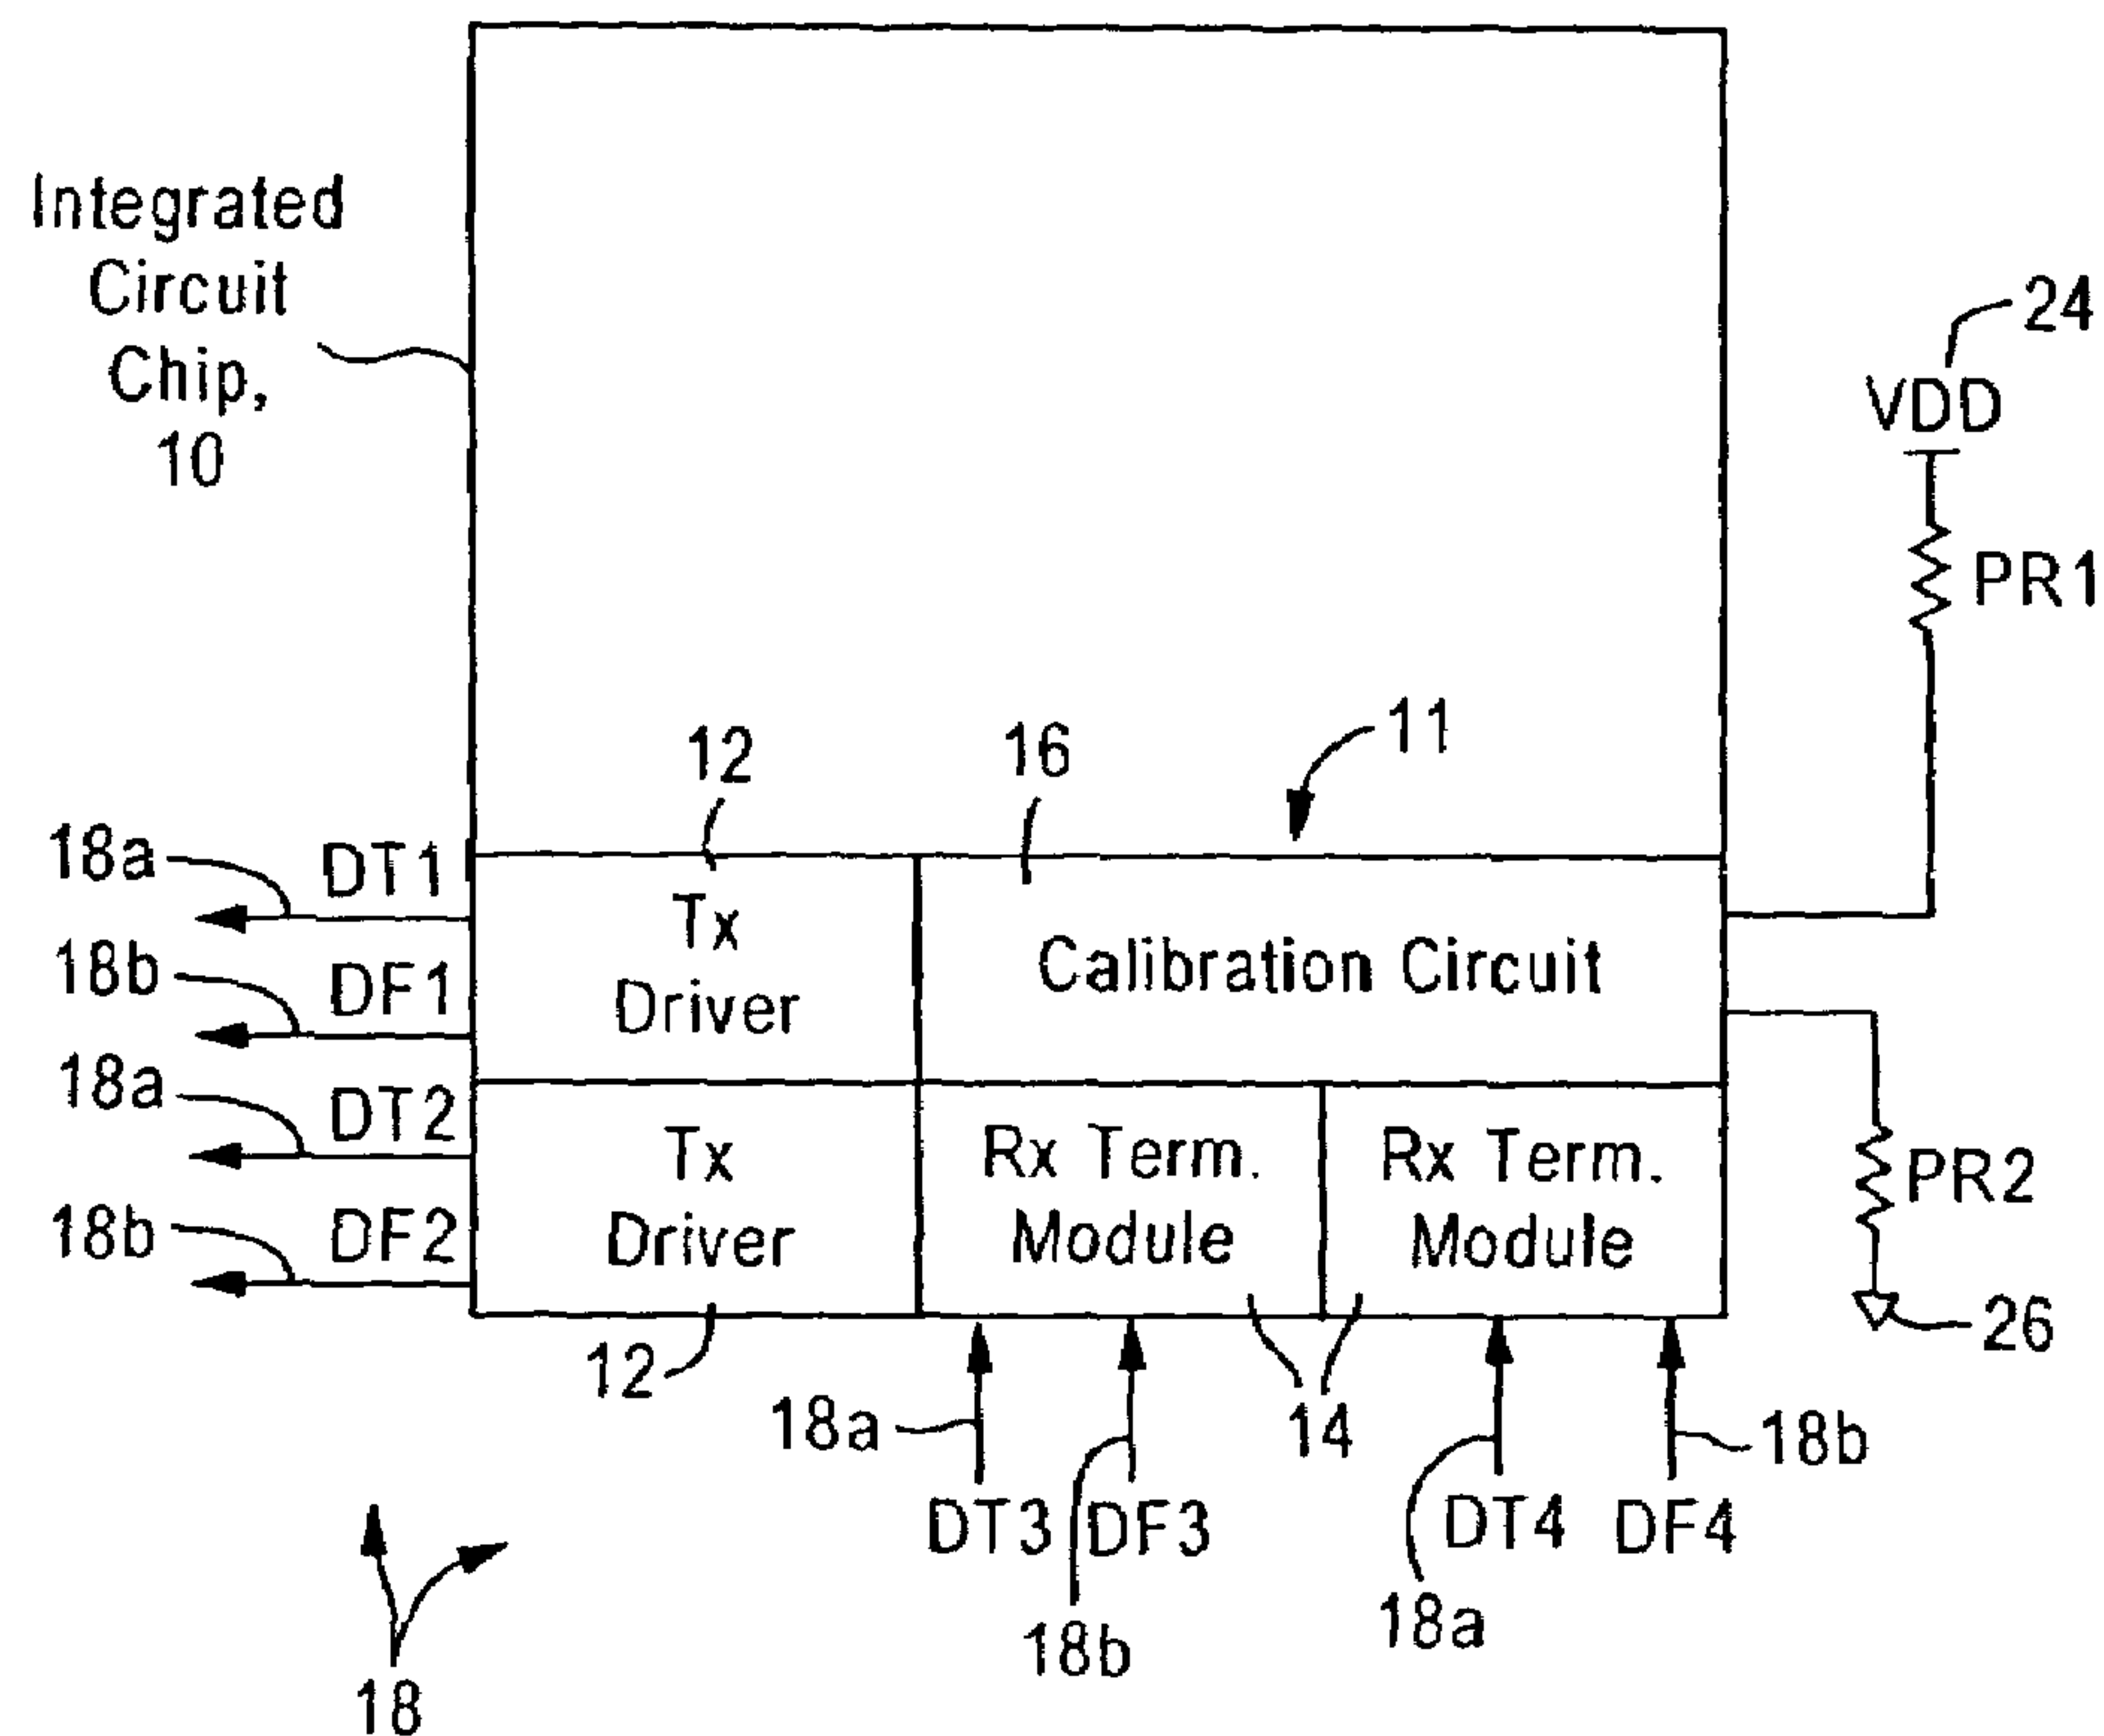 Integrated
Circuit
Chip,
10
24
VDD
PR1
12
16
11
18a
DT1
18b
DF1
18a
DT2
18b
DF2
Tx
Driver
Calibration Circuit
Tx
Driver
Rx Term.
Module
Rx Term.
Module
PR2
26
12
18a
14
18b
DT3
DF3
DT4
DF4
18b
18a
18